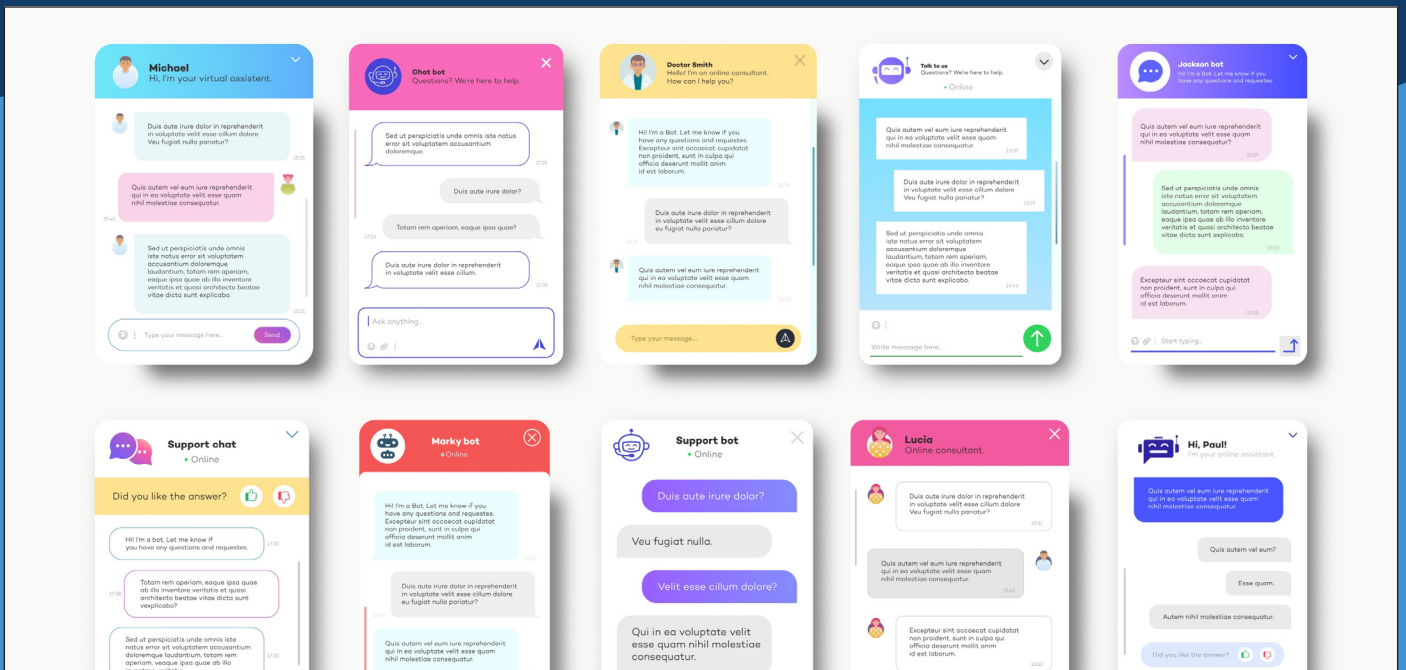 Michael
Hi, I'm your virtual assistent.
Duis aute irure dolor in reprehenderit
in voluptate velit esse cillum dolore
Veu fugiat nulla pariatur?
15:31
Quis autem vel eum iure reprehenderit
qui in ea voluptate velit esse quam
nihil molestiae consequatur.
15:42
Sed ut perspiciatis unde omnis
iste natus error sit voluptatem
accusantium doloremque
laudantium, totam rem aperiam,
eaque ipsa quae ab illo inventore
veritatis et quasi architecto beatae
vitae dicta sunt explicabo.
15:31
Type your message here..
Send
Chat bot
Questions? We're here to help.
Sed ut perspiciatis unde omnis iste natus
error sit voluptatem accusantium
doloremque.
17:21
Duis aute irure dolor?
Totam rem aperiam, eaque ipsa quae?
17:23
Duis aute irure dolor in reprehenderit
in voluptate velit esse cillum.
17:35
Ask anything..
Doctor Smith
Hello! I'm an online consultant.
How can I help you?
Hi! I'm a Bot. Let me know if you
have any questions and requestes.
Excepteur sint occaecat cupidatat
non proident, sunt in culpa qui
officia deserunt mollit anim
id est laborum.
Duis aute irure dolor in reprehenderit
in voluptate velit esse cillum dolore
eu fugiat nulla pariatur?
Quis autem vel eum iure reprehenderit
qui in ea voluptate velit esse quam
nihil molestiae consequatur.
Type your message...
Talk to us
Questions? We're here to help.
Online
Quis autem vel eum iure reprehenderit
qui in ea voluptate velit esse quam
nihil molestiae consequatur?
Duis aute irure dolor in reprehenderit
in voluptate velit esse cillum dolore
Veu fugiat nulla pariatur?
Sed ut perspiciatis unde omnis
iste natus error sit voluptatem
accusantium doloremque
laudantium, totam rem aperiam,
eaque ipsa quae ab illo inventore
veritatis et quasi architecto beatae
vitae dicta sunt explicabo.
Write message here..
Jackson bot
Hi! I'm a Bot. Let me know if you
have any questions and requestes.
Quis autem vel eum iure reprehenderit
qui in ea voluptate velit esse quam
nihil molestiae consequatur?
Sed ut perspiciatis unde omnis
iste natus error sit voluptatem
accusantium doloremque
laudantium, totam rem aperiam,
eaque ipsa quae ab illo inventore
veritatis et quasi architecto beatae
vitae dicta sunt explicabo.
Excepteur sint occaecat cupidatat
non proident, sunt in culpa qui
officia deserunt mollit anim
id est laborum.
Start typing..
Support chat
Online
Did you like the answer?
Hi! I'm a bot. Let me know if
you have any questions and requestes.
17:35
Totam rem aperiam, eaque ipsa quae
ab illo inventore veritatis et quasi
architecto beatae vitae dicta sunt
vexplicabo?
17:38
Sed ut perspiciatis unde omnis iste
natus error sit voluptatem accusantium
doloremque laudantium, totam rem
aperiam, veaque ipsa quae ab illo
Marky bot
Online
Hi! I'm a Bot. Let me know if you
have any questions and requestes.
Excepteur sint occaecat cupidatat
non proident, sunt in culpa qui
officia deserunt mollit anim
id est laborum.
Duis aute irure dolor in reprehenderit
in voluptate velit esse cillum dolore
eu fugiat nulla pariatur?
Quis autem vel eum iure reprehenderit
qui in ea voluptate velit esse quam
nihil molestiae consequatur.
Support bot
Online
Duis aute irure dolor?
Veu fugiat nulla.
Velit esse cillum dolore?
Qui in ea voluptate velit
esse quam nihil molestiae
consequatur.
Lucia
Online consultant.
Duis aute irure dolor in reprehenderit
in voluptate velit esse cillum dolore
Veu fugiat nulla pariatur?
15:31
Quis autem vel eum iure reprehenderit
qui in ea voluptate velit esse quam
nihil molestiae consequatur.
15:42
Excepteur sint occaecat cupidatat
non proident, sunt in culpa qui
officia deserunt mollit anim
id est laborum.
Hi, Paul!
I'm your online assistant.
Quis autem vel eum iure reprehenderit
qui in ea voluptate velit esse quam
nihil molestiae consequatur.
Quis autem vel eum?
Esse quam.
Autem nihil molestiae consequatur.
Did you like the answer?